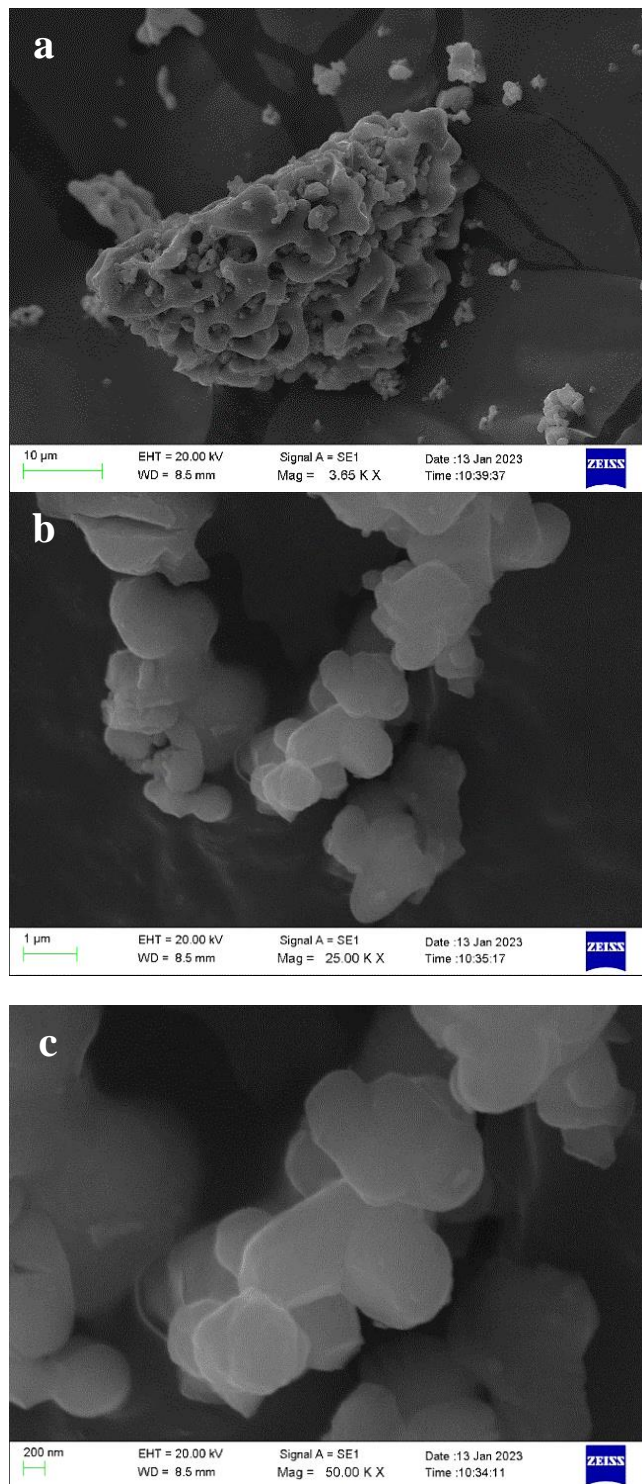 a
10 µm EHT = 20.00 kV Signal A = SE1 Date :13 Jan 2023 ZEISS
WD = 8.5 mm Mag = 3.65 K X Time :10:39:37
b
1 µm EHT = 20.00 kV Signal A = SE1 Date :13 Jan 2023 ZEISS
WD = 8.5 mm Mag = 25.00 K X Time :10:35:17
c
200 nm EHT = 20.00 kV Signal A = SE1 Date :13 Jan 2023 ZEISS
WD = 8.5 mm Mag = 50.00 K X Time :10:34:11